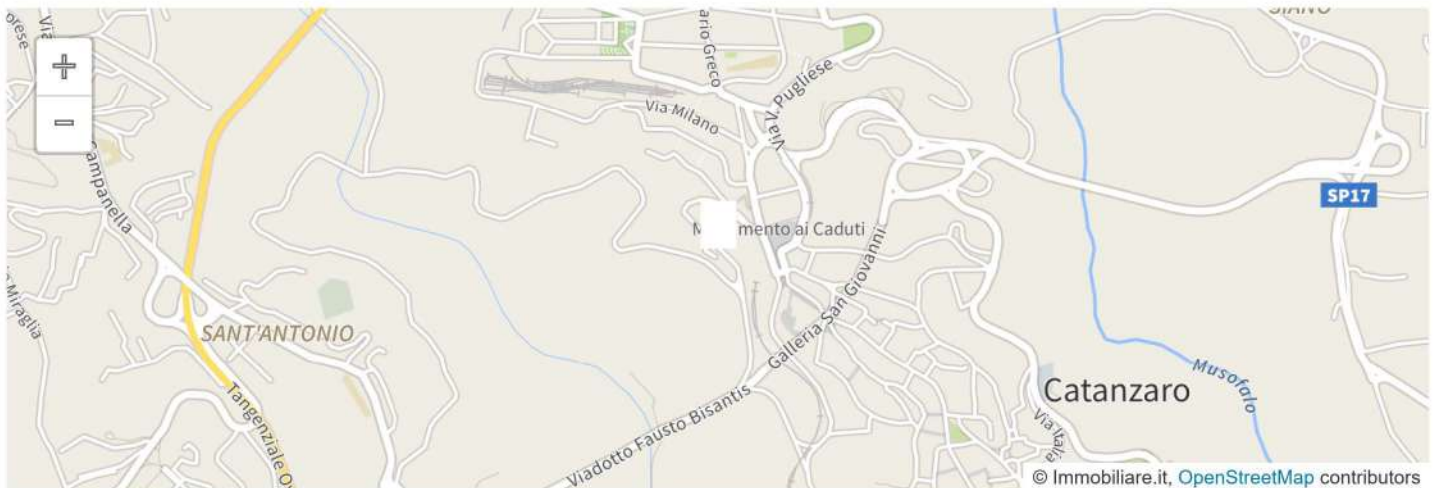 SIANO
ario Greco
Via V. Pugliese
Via Milano
Campanella
SP17
M mento ai Caduti
Miraglia
Galleria San Giovanni
SANT'ANTONIO
Musofalo
Catanzaro
Tangenziale O
Viadotto Fausto Bisantis
Via Italia
© Immobiliare.it, OpenStreetMap contributors